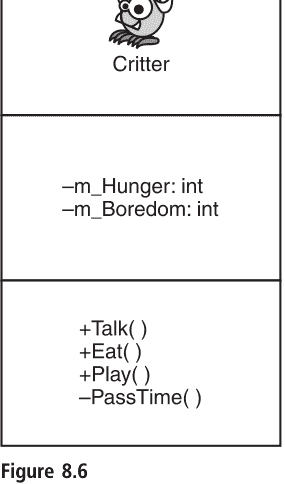 Critter
–m_Hunger: int
–m_Boredom: int
+Talk( )
+Eat( )
+Play( )
–PassTime( )
Figure 8.6